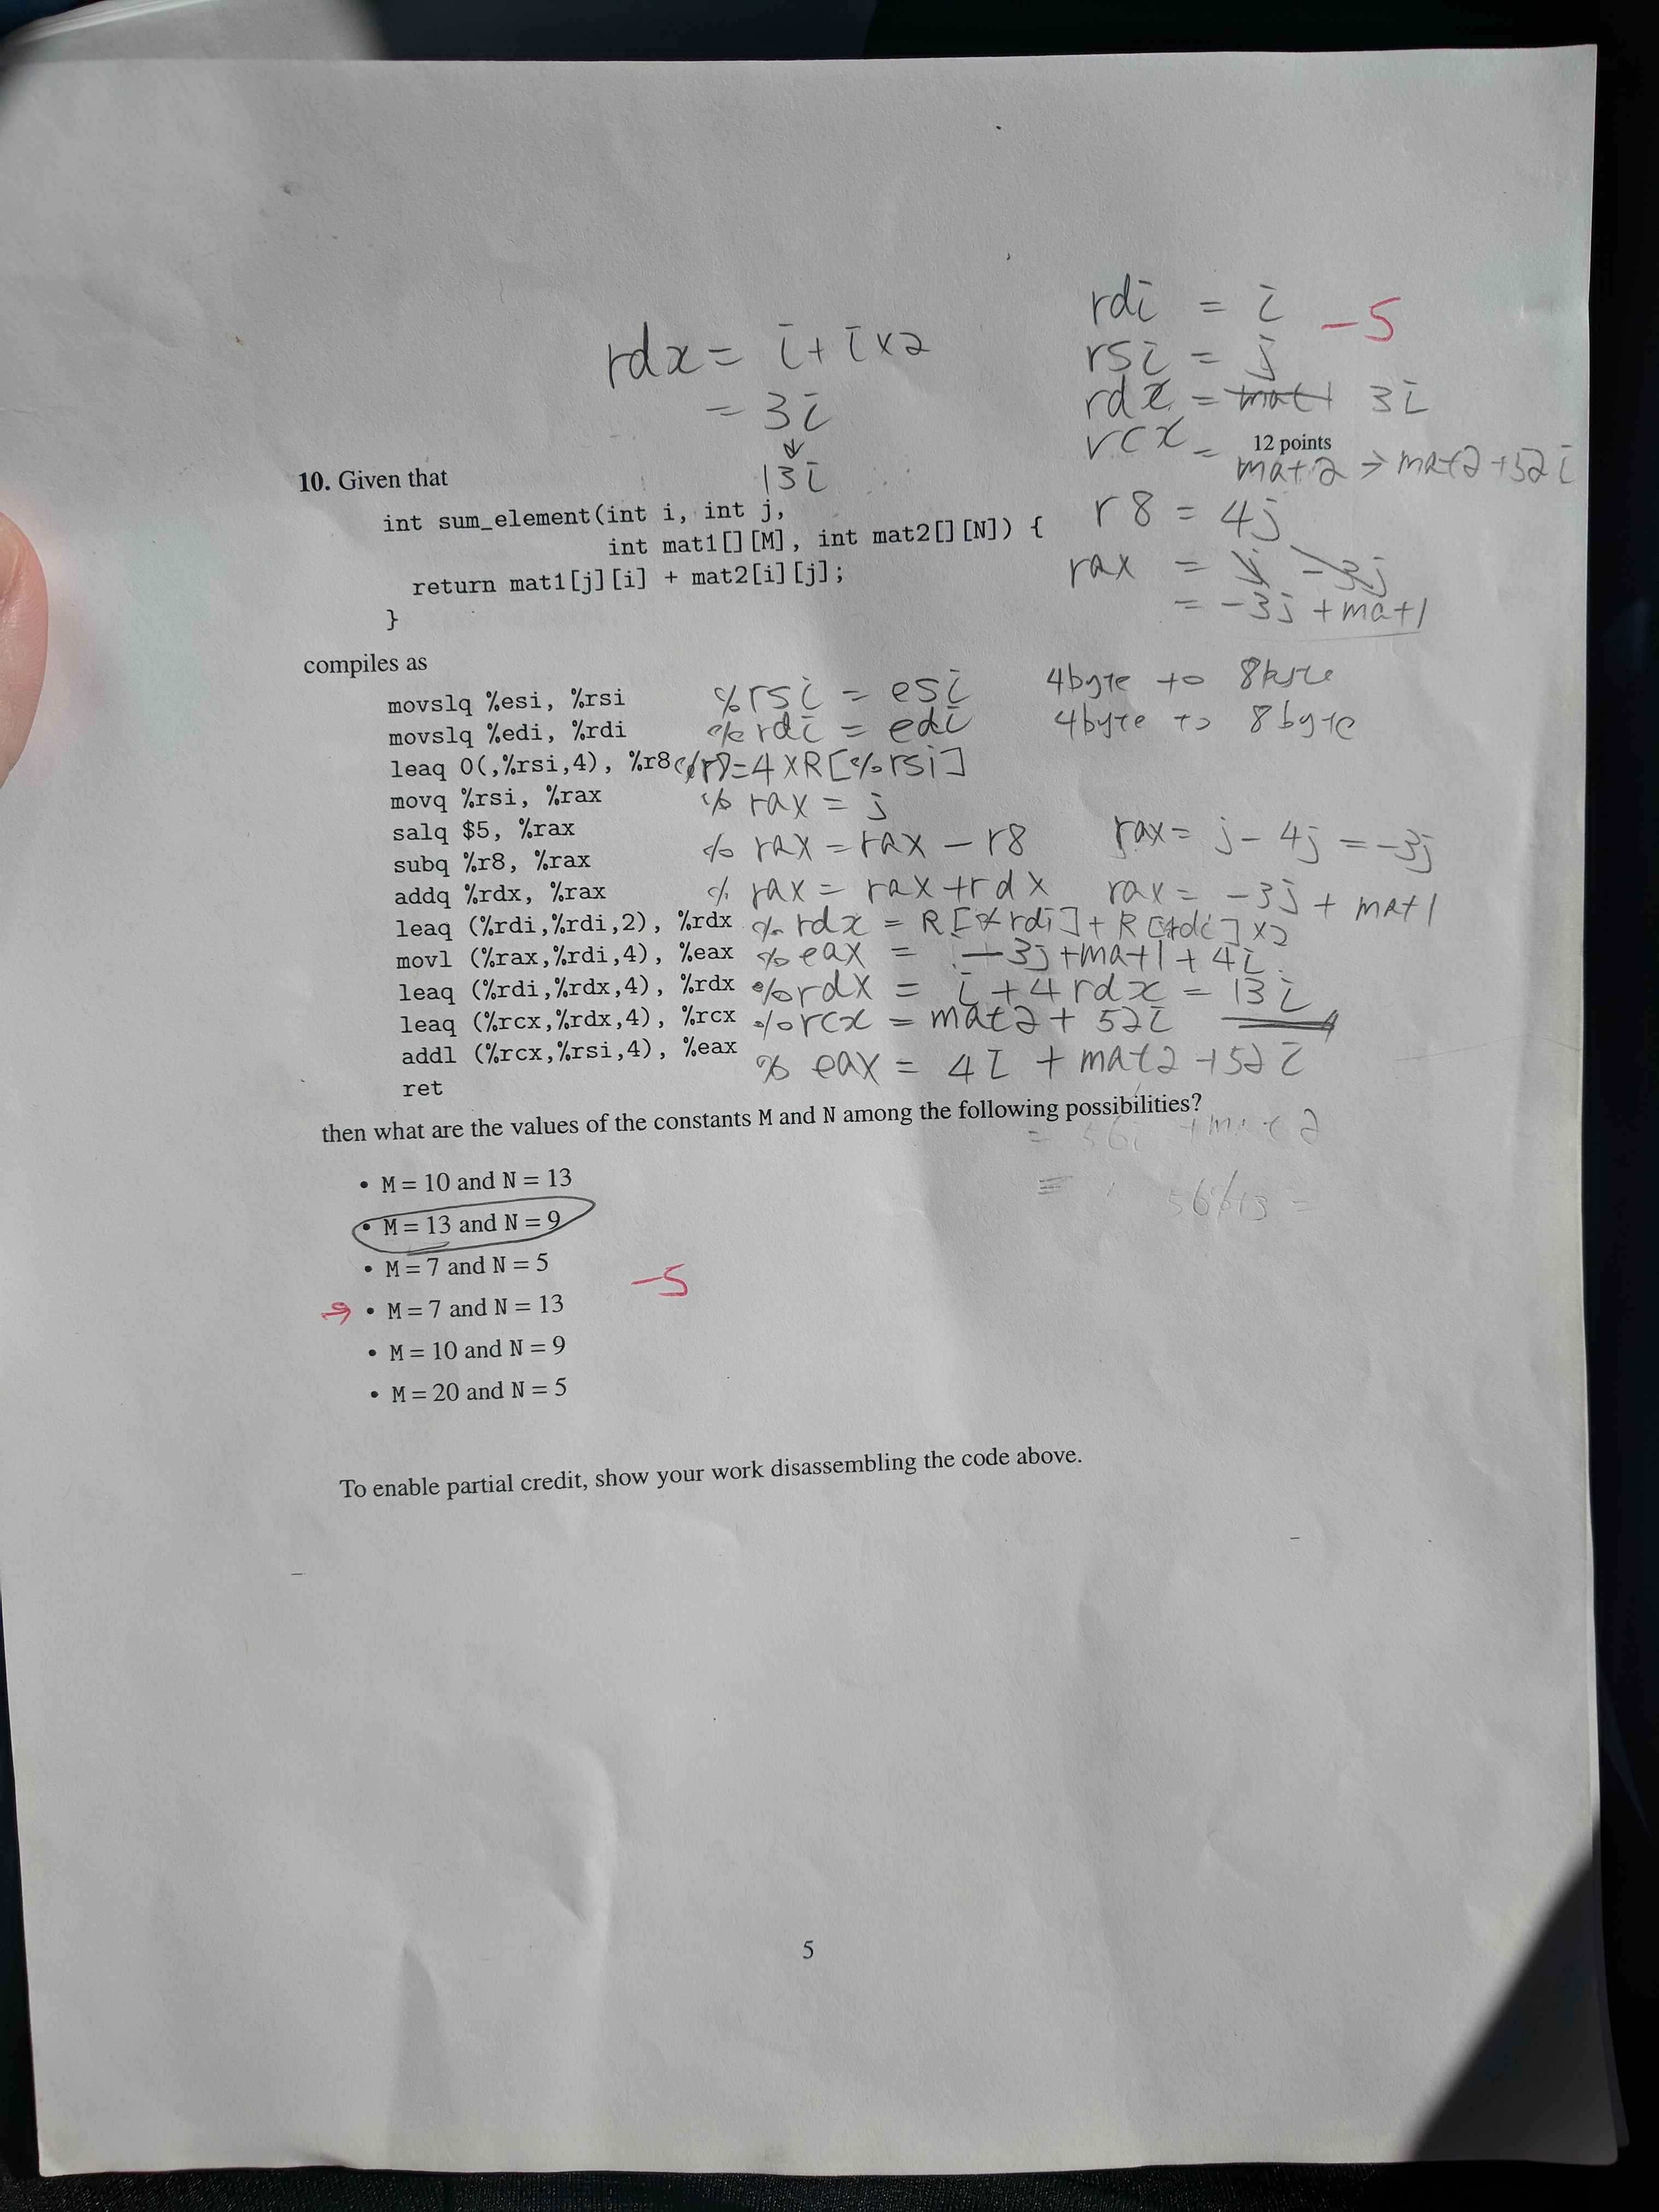 rdi = i -5
rdx = i + i x2
rsi = j
= 3i
rdx = mat1 3i
↓
rcx = 12 points
mat2 → mat2 + 52i
13i
10. Given that
int sum_element(int i, int j,
int mat1[][M], int mat2[][N]) {
r8 = 4j
return mat1[j][i] + mat2[i][j];
rax = j -3j
}
= -3j + mat1
compiles as
movslq %esi, %rsi % rsi = esi 4byte to 8byte
movslq %edi, %rdi % rdi = edi 4byte to 8byte
leaq 0(,%rsi,4), %r8 % r8 = 4 X R[%rsi]
movq %rsi, %rax % rax = j
salq $5, %rax
subq %r8, %rax % rax = rax - r8 rax = j - 4j = -3j
addq %rdx, %rax % rax = rax + rdx rax = -3j + mat1
leaq (%rdi,%rdi,2), %rdx % rdx = R[%rdi] + R[%rdi] x2
movl (%rax,%rdi,4), %eax % eax = -3j + mat1 + 4i
leaq (%rdi,%rdx,4), %rdx % rdx = i + 4 rdx = 13i
leaq (%rcx,%rdx,4), %rcx % rcx = mat2 + 52i
addl (%rcx,%rsi,4), %eax % eax = 4i + mat2 + 52i
ret
then what are the values of the constants M and N among the following possibilities?
= 56i + mat2
• M = 10 and N = 13
=
56/13 =
• M = 13 and N = 9
• M = 7 and N = 5
-5
→ • M = 7 and N = 13
• M = 10 and N = 9
• M = 20 and N = 5
To enable partial credit, show your work disassembling the code above.
5